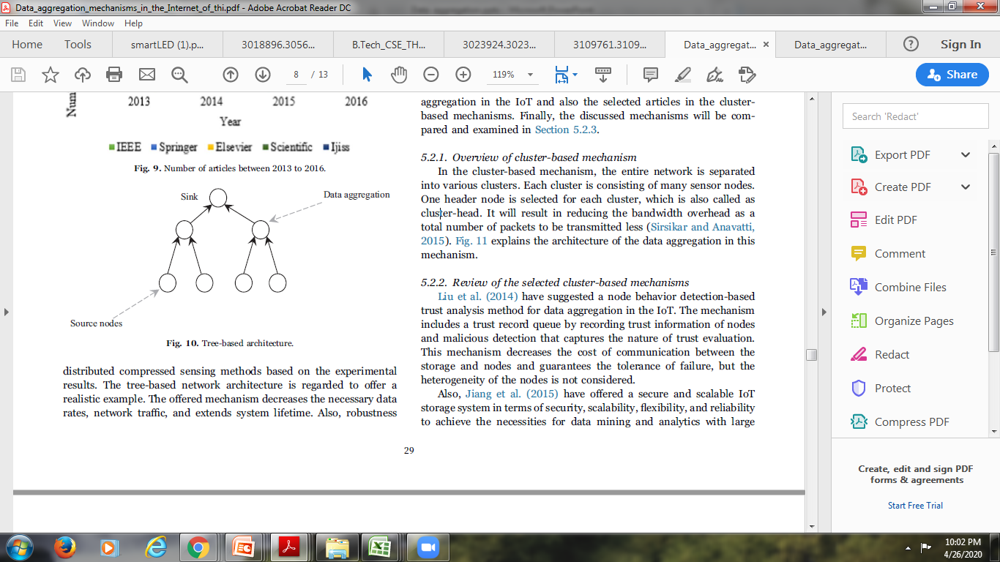 Data_aggregation_mechanisms_in_the_Internet_of_thi.pdf - Adobe Acrobat Reader DC
File Edit View Window Help
Home Tools smartLED (1).p... 3018896.3056... B.Tech_CSE_TH... 3023924.3023... 3109761.3109... Data_aggregat... × Data_aggregat... ? Sign In
8 / 13 119% Share
Num
2013 2014 2015 2016
Year
IEEE Springer Elsevier Scientific Ijiss
Fig. 9. Number of articles between 2013 to 2016.
Sink
Data aggregation
Source nodes
Fig. 10. Tree-based architecture.
distributed compressed sensing methods based on the experimental
results. The tree-based network architecture is regarded to offer a
realistic example. The offered mechanism decreases the necessary data
rates, network traffic, and extends system lifetime. Also, robustness
aggregation in the IoT and also the selected articles in the cluster-
based mechanisms. Finally, the discussed mechanisms will be com-
pared and examined in Section 5.2.3.
5.2.1. Overview of cluster-based mechanism
In the cluster-based mechanism, the entire network is separated
into various clusters. Each cluster is consisting of many sensor nodes.
One header node is selected for each cluster, which is also called as
cluster-head. It will result in reducing the bandwidth overhead as a
total number of packets to be transmitted less (Sirsikar and Anavatti,
2015). Fig. 11 explains the architecture of the data aggregation in this
mechanism.
5.2.2. Review of the selected cluster-based mechanisms
Liu et al. (2014) have suggested a node behavior detection-based
trust analysis method for data aggregation in the IoT. The mechanism
includes a trust record queue by recording trust information of nodes
and malicious detection that captures the nature of trust evaluation.
This mechanism decreases the cost of communication between the
storage and nodes and guarantees the tolerance of failure, but the
heterogeneity of the nodes is not considered.
Also, Jiang et al. (2015) have offered a secure and scalable IoT
storage system in terms of security, scalability, flexibility, and reliability
to achieve the necessities for data mining and analytics with large
29
Search 'Redact'
Export PDF
Create PDF
Edit PDF
Comment
Combine Files
Organize Pages
Redact
Protect
Compress PDF
Create, edit and sign PDF
forms & agreements
Start Free Trial
10:02 PM
4/26/2020